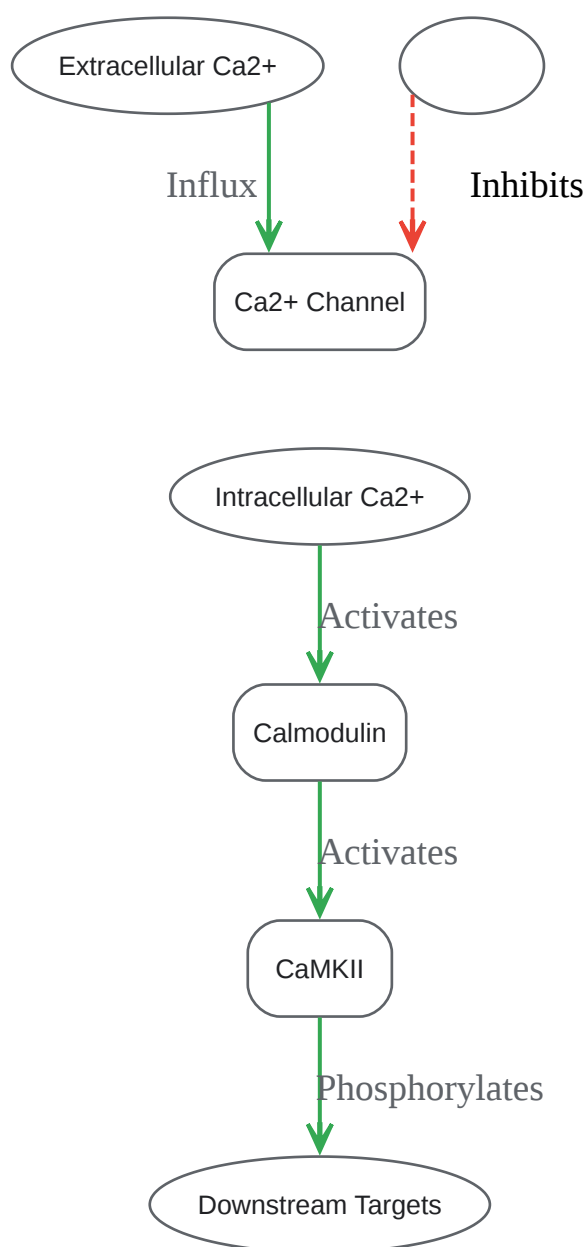 Extracellular Ca2+
Influx
Inhibits
Ca2+ Channel
Intracellular Ca2+
Activates
Calmodulin
Activates
CaMKII
Phosphorylates
Downstream Targets